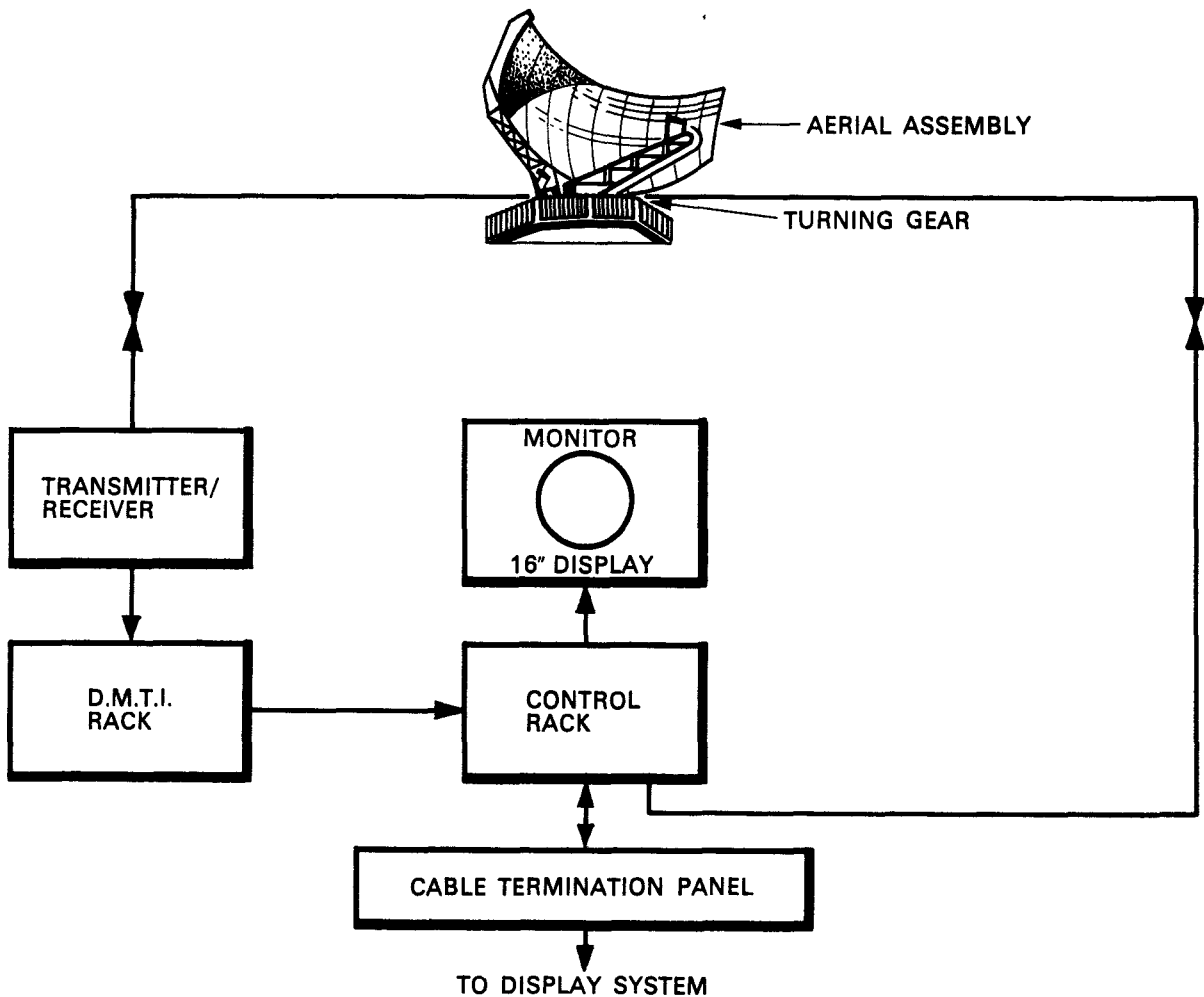 AERIAL ASSEMBLY
TURNING GEAR
TRANSMITTER/
RECEIVER
MONITOR
16" DISPLAY
D.M.T.I.
RACK
CONTROL
RACK
CABLE TERMINATION PANEL
TO DISPLAY SYSTEM